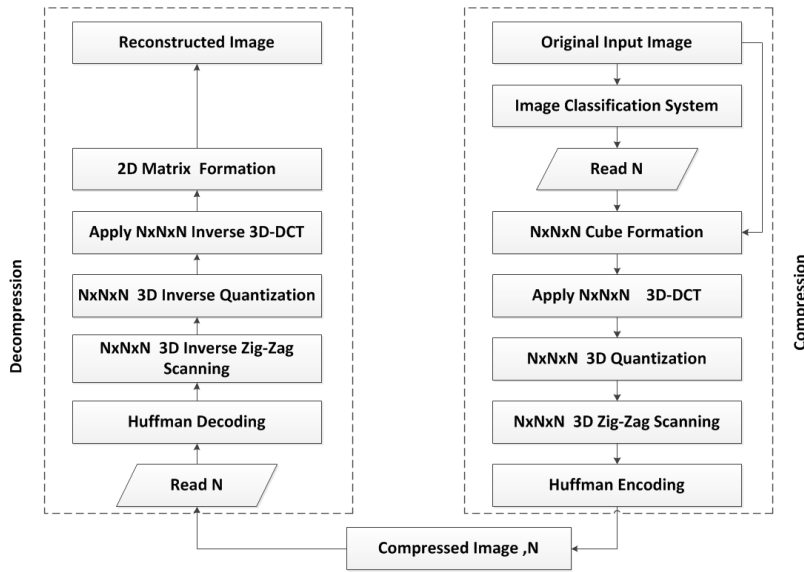 Reconstructed Image
2D Matrix Formation
Apply NxNxN Inverse 3D-DCT
NxNxN 3D Inverse Quantization
NxNxN 3D Inverse Zig-Zag
Scanning
Huffman Decoding
Read N
Decompression
Original Input Image
Image Classification System
Read N
NxNxN Cube Formation
Apply NxNxN 3D-DCT
NxNxN 3D Quantization
NxNxN 3D Zig-Zag Scanning
Huffman Encoding
Compression
Compressed Image ,N